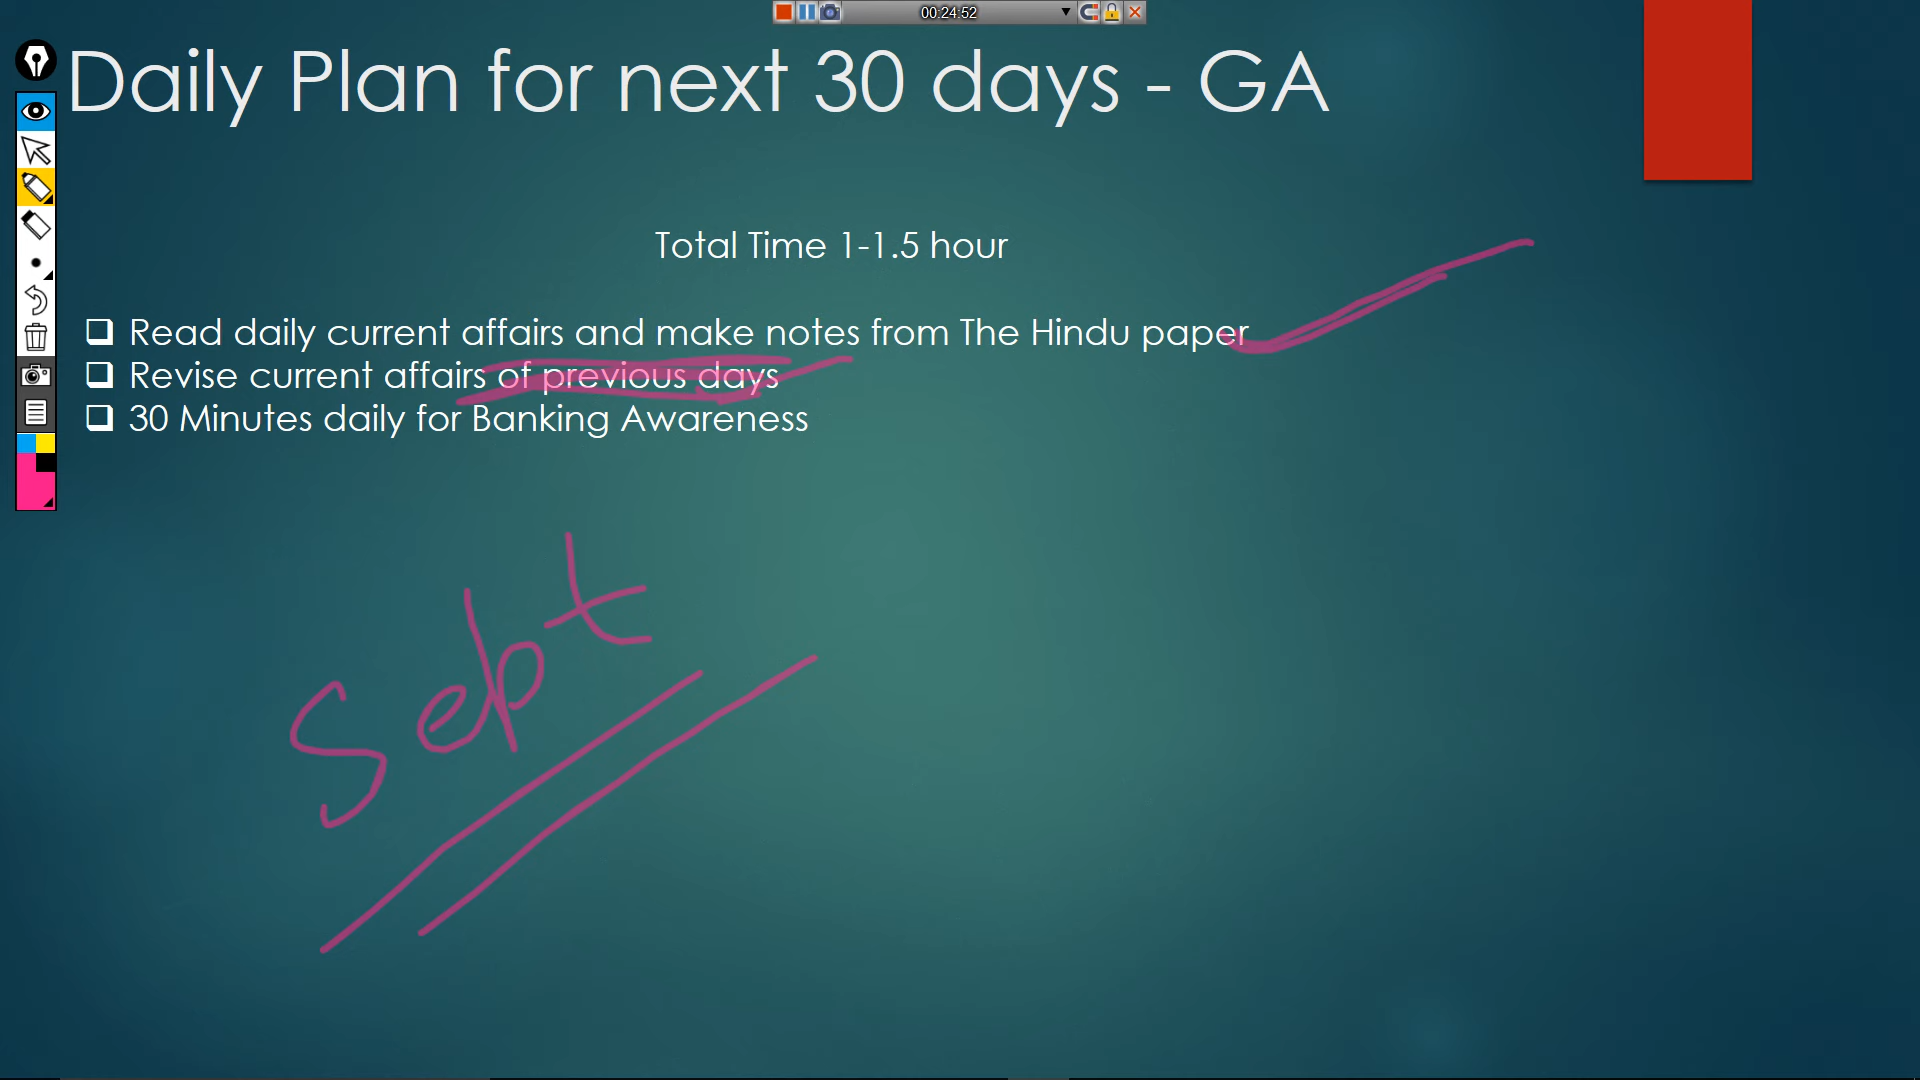 00:24:52
Daily Plan for next 30 days - GA
Total Time 1-1.5 hour
Read daily current affairs and make notes from The Hindu paper
Revise current affairs of previous days
30 Minutes daily for Banking Awareness
Sept